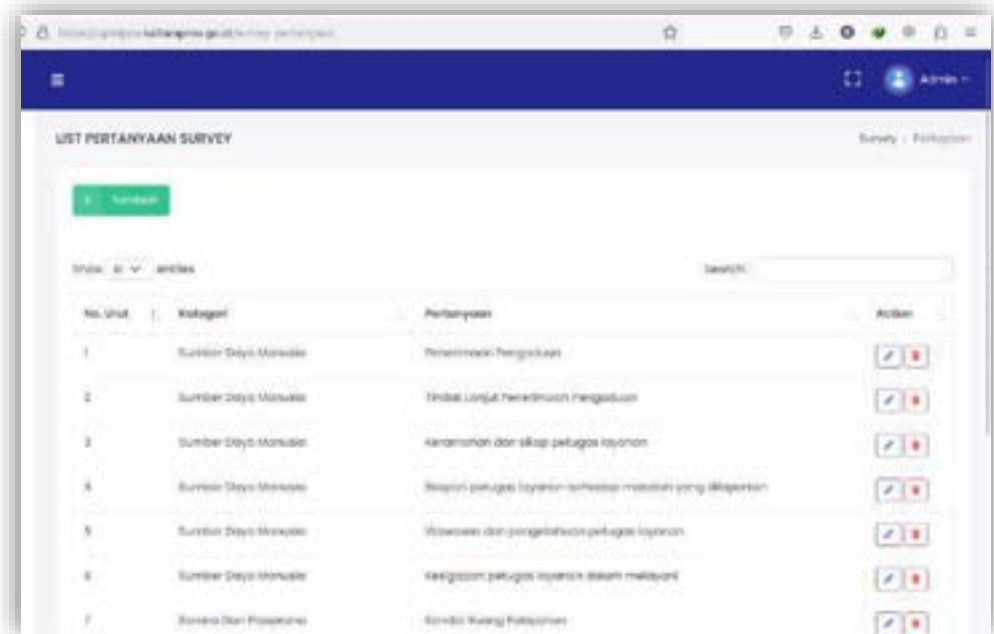 Admin
LIST PERTANYAAN SURVEY
Survey
Tambah
Show entries Search:
No. Urut Kategori Pertanyaan Action
1 Sumber Daya Manusia Penerimaan Pengaduan
2 Sumber Daya Manusia Tindak Lanjut Penerimaan Pengaduan
3 Sumber Daya Manusia Keramahan dan sikap petugas layanan
4 Sumber Daya Manusia Respon petugas layanan terhadap masalah yang dilaporkan
5 Sumber Daya Manusia Wawasan dan pengetahuan petugas layanan
6 Sumber Daya Manusia Kesigapan petugas layanan dalam melayani
7 Sarana Dan Prasarana Kondisi Ruang Pelayanan